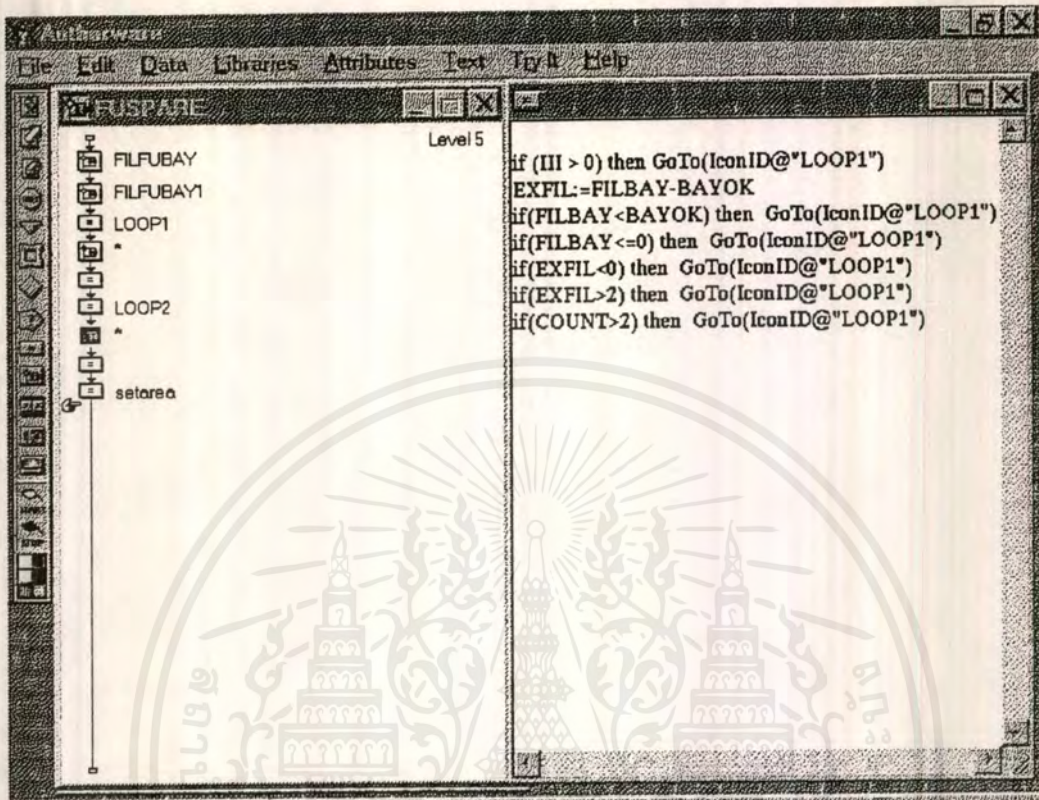 Authorware
File Edit Data Libraries Attributes Text Try It Help
FUSPARE
Level 5
FILFUBAY
FILFUBAY1
LOOP1
*
LOOP2
*
setarea
if (III > 0) then GoTo(IconID@"LOOP1")
EXFIL:=FILBAY-BAYOK
if(FILBAY<BAYOK) then GoTo(IconID@"LOOP1")
if(FILBAY<=0) then GoTo(IconID@"LOOP1")
if(EXFIL<0) then GoTo(IconID@"LOOP1")
if(EXFIL>2) then GoTo(IconID@"LOOP1")
if(COUNT>2) then GoTo(IconID@"LOOP1")